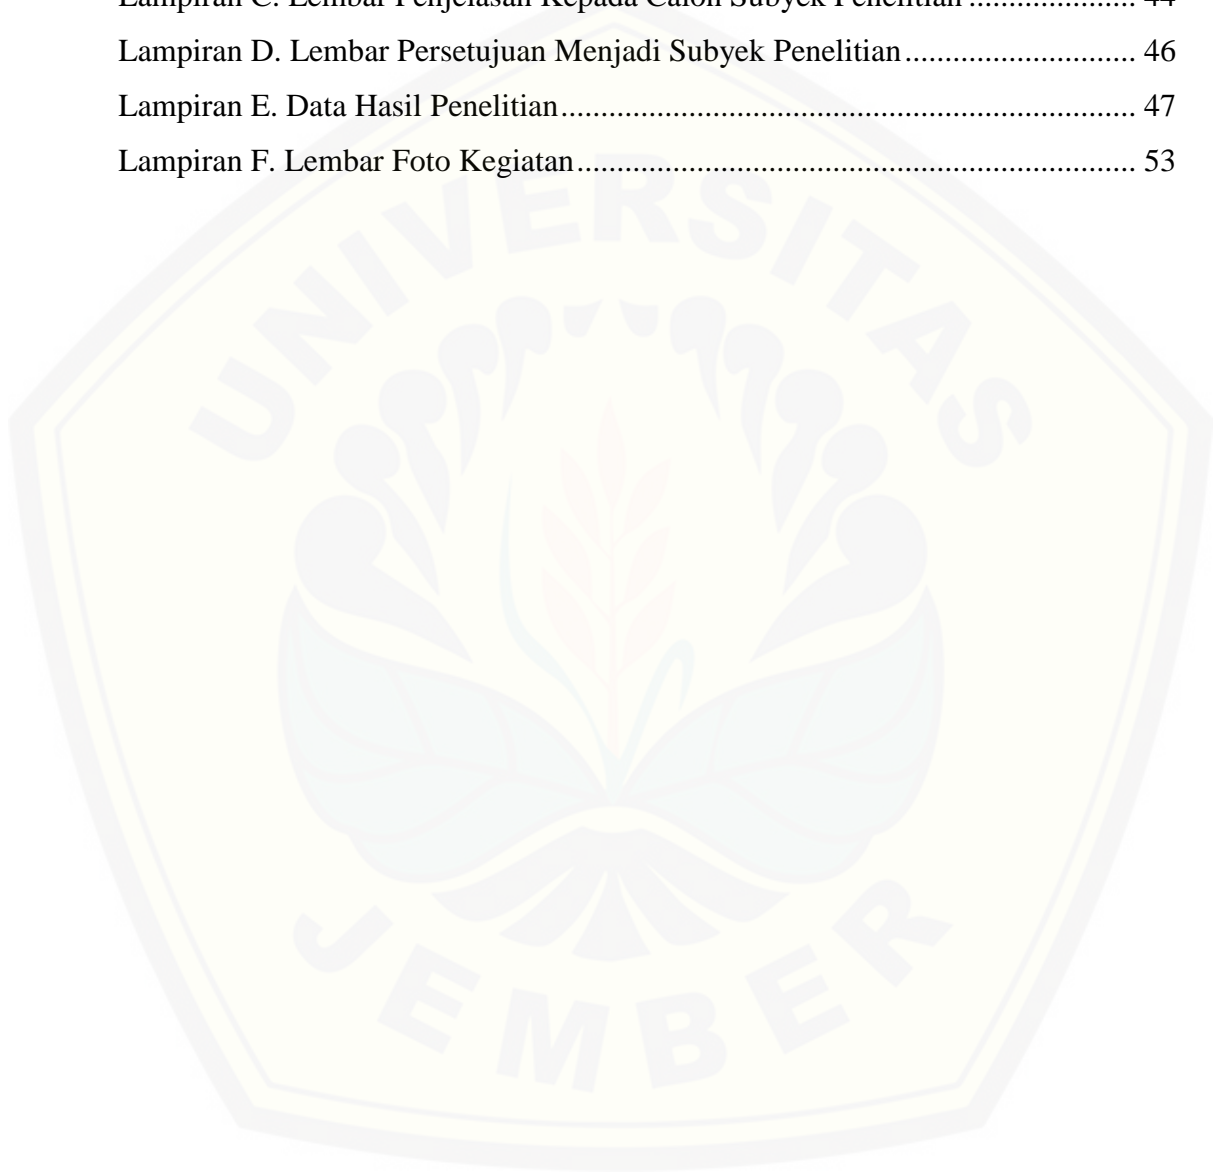 Lampiran C. Lembar Penjelasan Kepada Calon Subyek Penelitian .................... 44
Lampiran D. Lembar Persetujuan Menjadi Subyek Penelitian ............................ 46
Lampiran E. Data Hasil Penelitian ...................................................................... 47
Lampiran F. Lembar Foto Kegiatan ..................................................................... 53
UNIVERSITAS
JEMBER